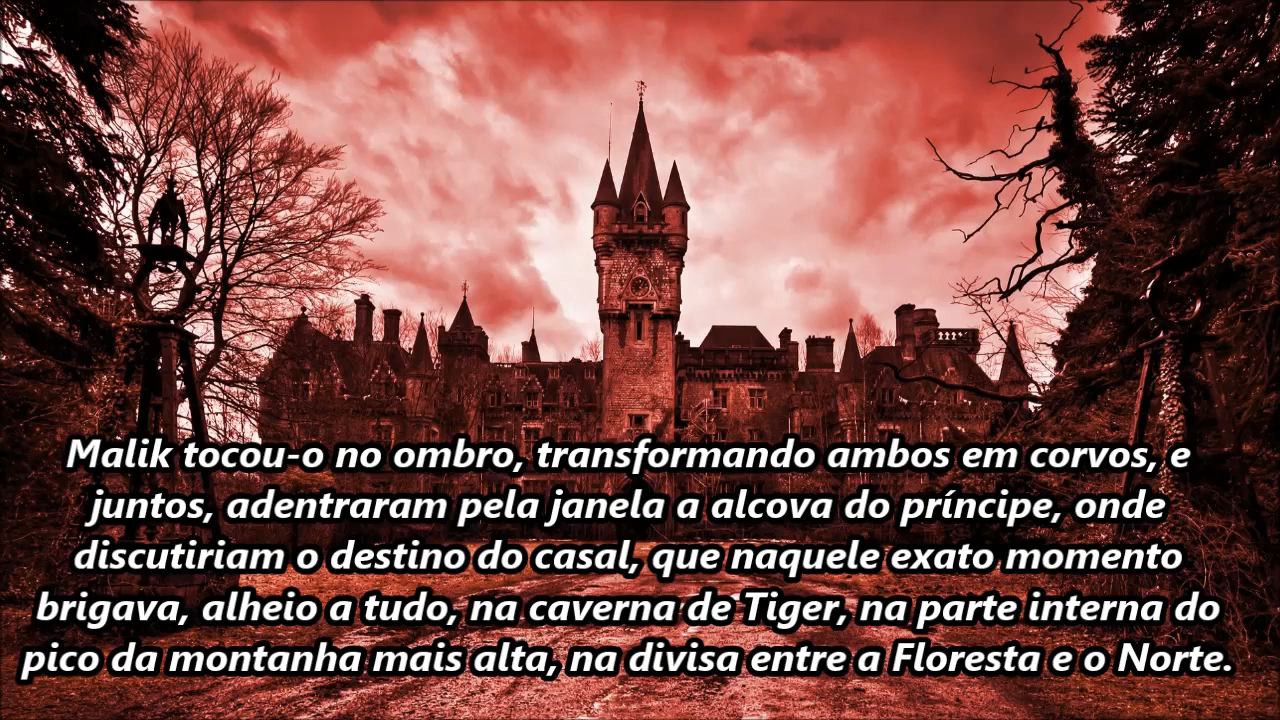 Malik tocou-o no ombro, transformando ambos em corvos, e
juntos, adentraram pela janela a alcova do príncipe, onde
discutiriam o destino do casal, que naquele exato momento
brigava, alheio a tudo, na caverna de Tiger, na parte interna do
pico da montanha mais alta, na divisa entre a Floresta e o Norte.